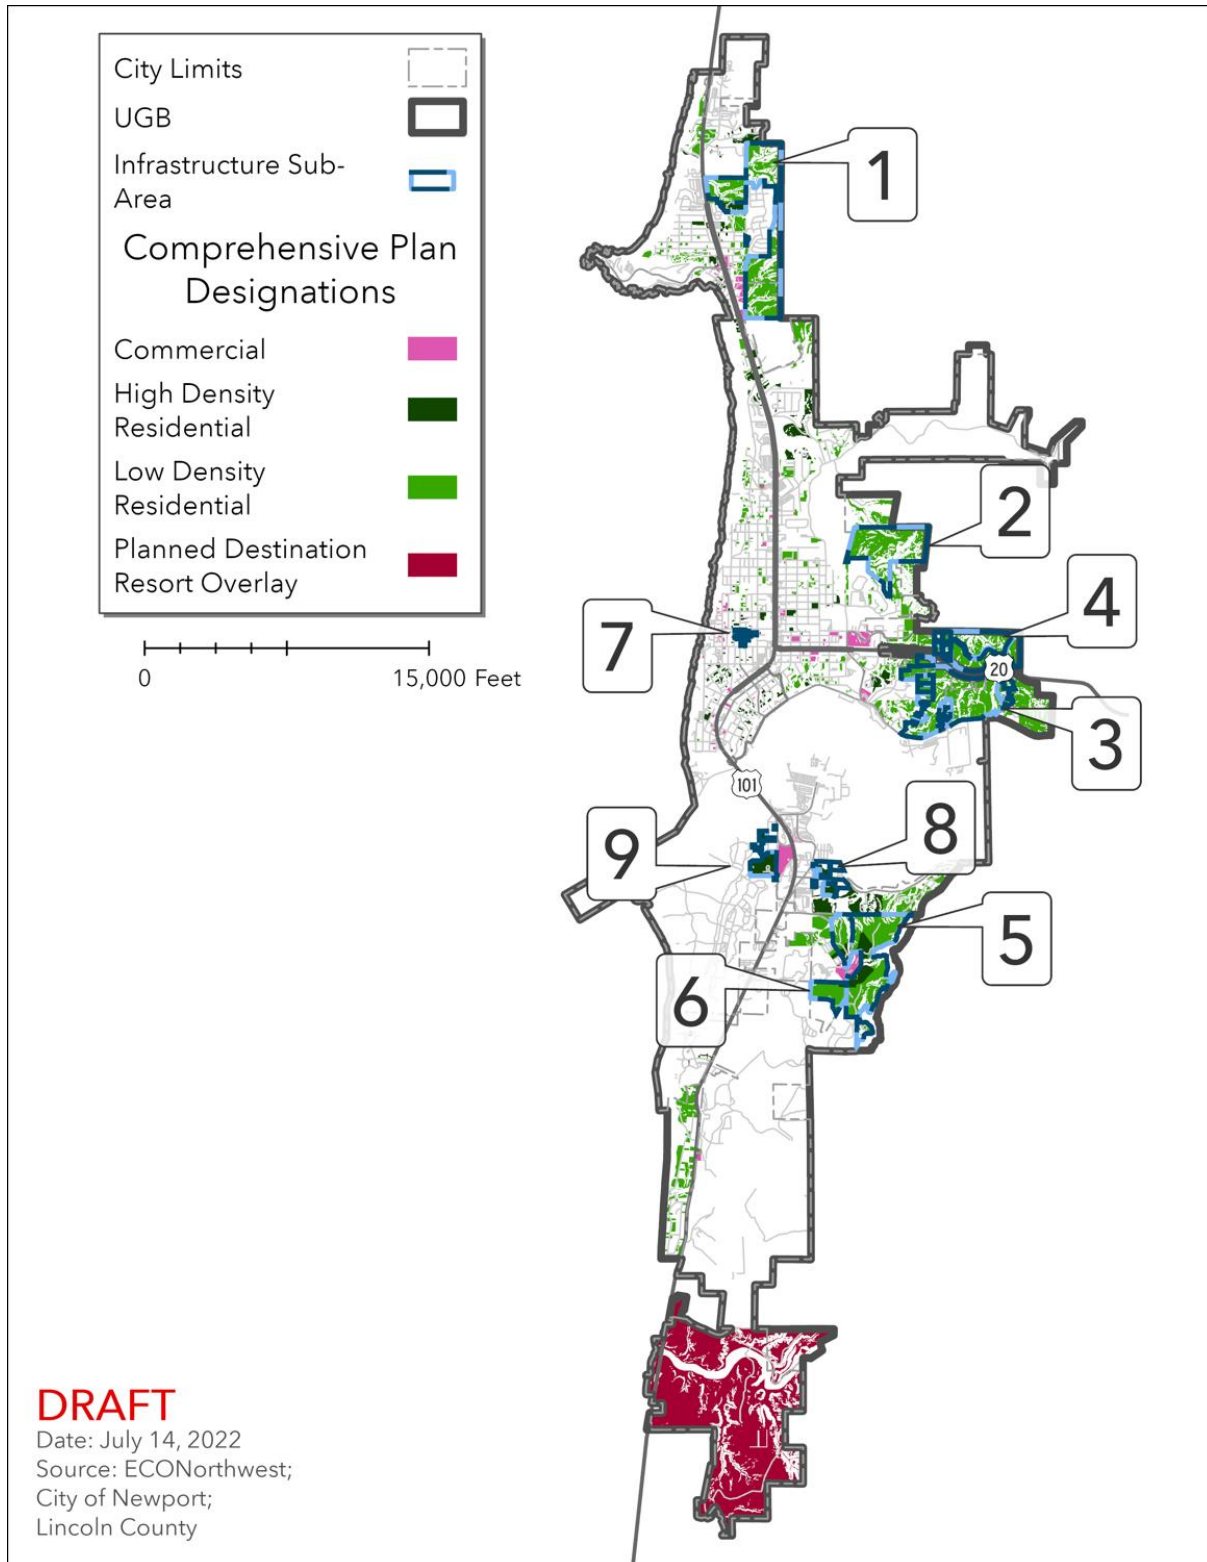 City Limits
UGB
Infrastructure Sub-
Area
Comprehensive Plan
Designations
Commercial
High Density
Residential
Low Density
Residential
Planned Destination
Resort Overlay
0
15,000 Feet
1
2
4
7
20
3
101
9
8
5
6
DRAFT
Date: July 14, 2022
Source: ECONorthwest;
City of Newport;
Lincoln County